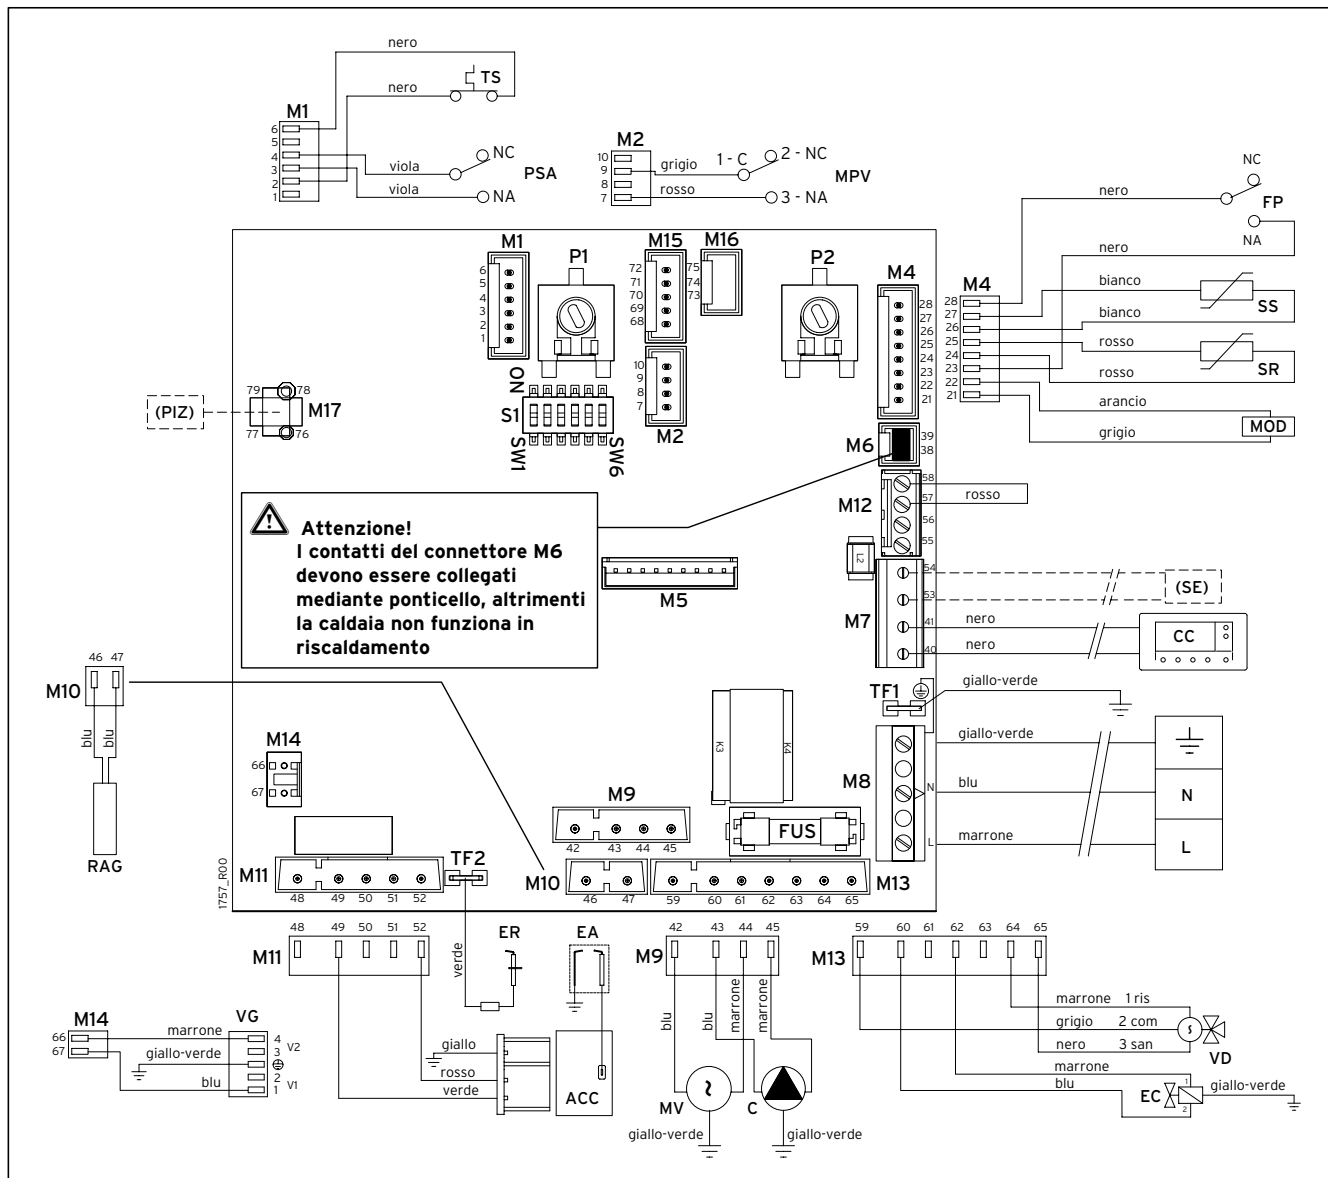 nero
nero
TS
M1
6
5
4
3
2
1
viola
viola
NC
PSA
NA
M2
10
9
8
7
grigio
rosso
1 - C
2 - NC
MPV
3 - NA
NC
FP
NA
nero
nero
M4
28
27
26
25
24
23
22
21
bianco
bianco
SS
rosso
rosso
SR
arancio
grigio
MOD
M1
6
5
4
3
2
1
P1
M15
72
71
70
69
68
M16
75
74
73
P2
M4
28
27
26
25
24
23
22
21
ON
S1
SW1
SW6
10
9
8
7
M2
(PIZ)
79
78
M17
77
76
M6
39
38
M12
58
57
56
55
rosso
L2
Attenzione!
I contatti del connettore M6
devono essere collegati
mediante ponticello, altrimenti
la caldaia non funziona in
riscaldamento
M5
M7
54
53
41
40
(SE)
nero
nero
CC
46 47
M10
blu
blu
RAG
TF1
giallo-verde
giallo-verde
M8
N
L
blu
marrone
N
L
K3
K4
M14
66
67
M9
42 43 44 45
FUS
1757_R00
M11
48 49 50 51 52
TF2
M10
46 47
59 60 61 62 63 64 65
M13
M11
48 49 50 51 52
verde
ER
EA
M9
42 43 44 45
blu
blu
marrone
marrone
MV
~
C
giallo-verde
giallo-verde
M13
59 60 61 62 63 64 65
marrone 1 ris
grigio 2 com
nero 3 san
VD
marrone
blu
EC
1
2
giallo-verde
M14
66
67
marrone
giallo-verde
blu
VG
4
3
2
1
V2
V1
giallo
rosso
verde
ACC